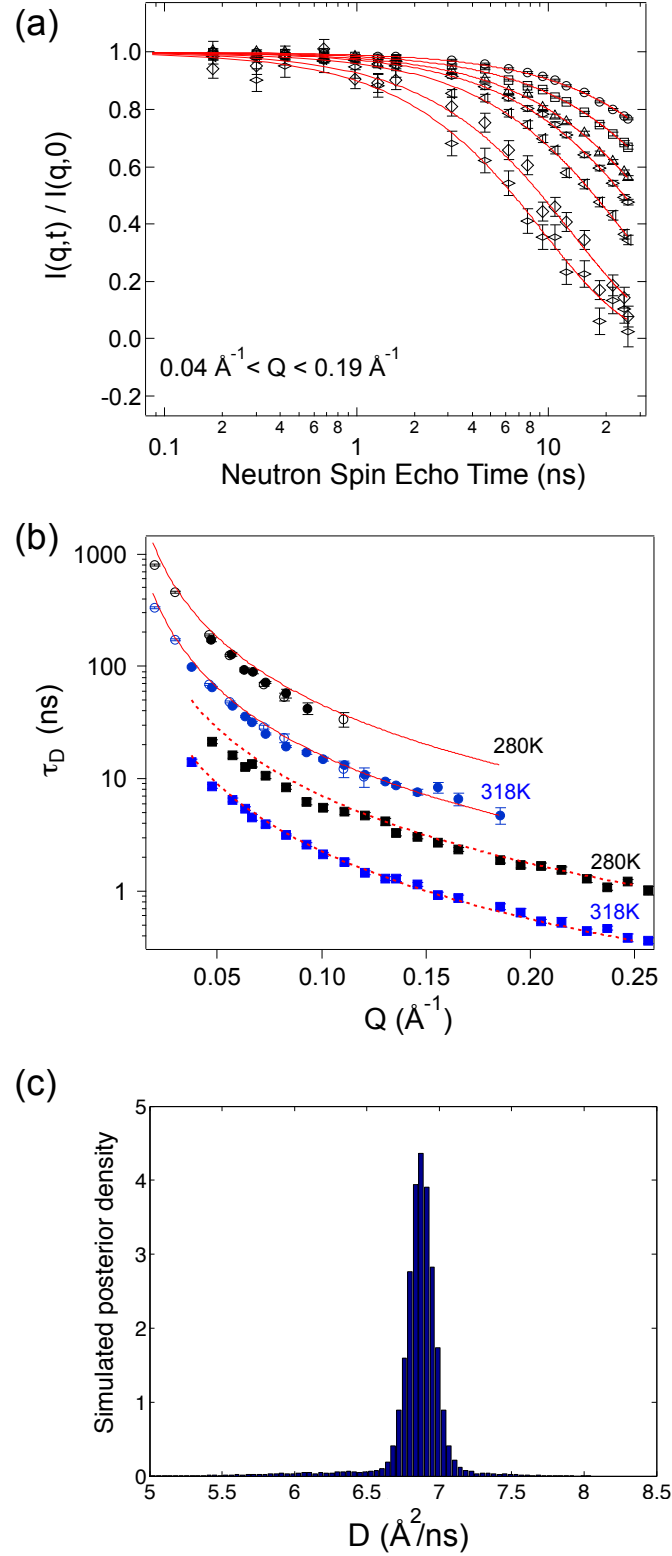 (a)
1.0
0.8
0.6
0.4
0.2
0.0
-0.2
I(q,t) / I(q,0)
0.04 Å⁻¹ < Q < 0.19 Å⁻¹
0.1 2 4 6 8 1 2 4 6 8 10 2
Neutron Spin Echo Time (ns)
(b)
1000
100
10
1
τD (ns)
280K
318K
280K
318K
0.05 0.10 0.15 0.20 0.25
Q (Å⁻¹)
(c)
5
4
3
2
1
0
Simulated posterior density
5 5.5 6 6.5 7 7.5 8 8.5
D (Å²/ns)